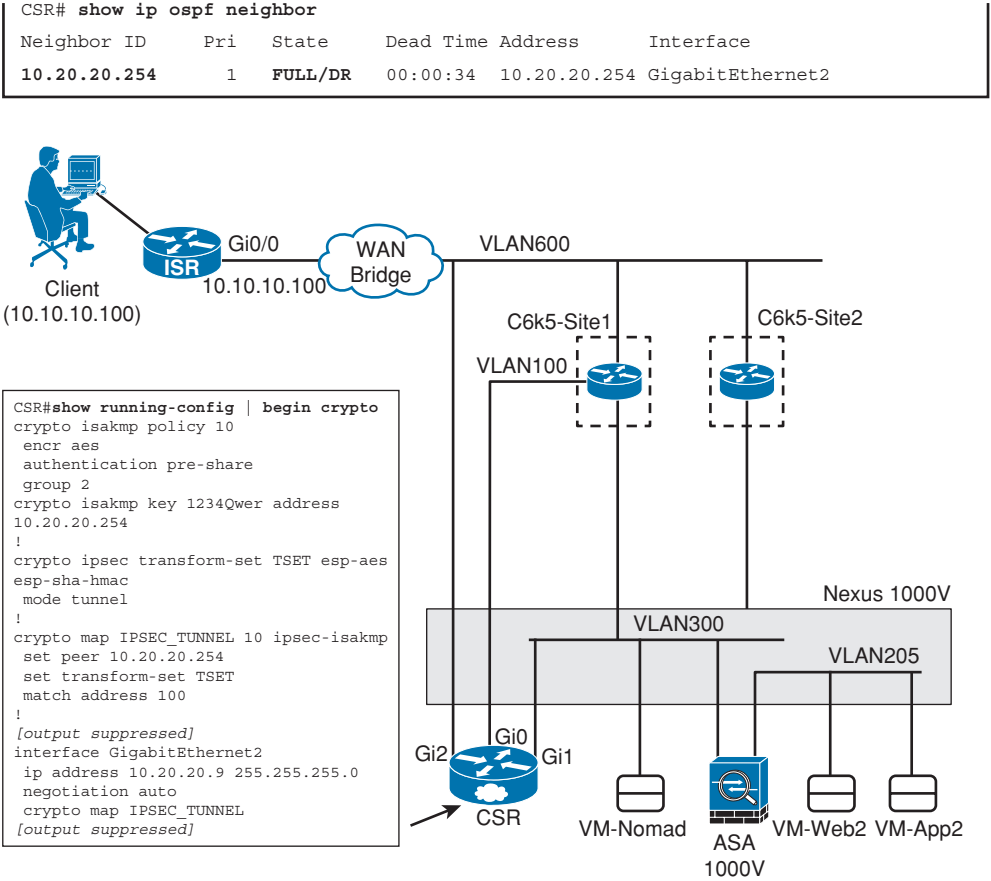 CSR# show ip ospf neighbor
Neighbor ID Pri State Dead Time Address Interface
10.20.20.254 1 FULL/DR 00:00:34 10.20.20.254 GigabitEthernet2
Gi0/0
WAN
Bridge
VLAN600
ISR
10.10.10.100
Client
(10.10.10.100)
C6k5-Site1
C6k5-Site2
VLAN100
CSR#show running-config | begin crypto
crypto isakmp policy 10
encr aes
authentication pre-share
group 2
crypto isakmp key 1234Qwer address
10.20.20.254
!
crypto ipsec transform-set TSET esp-aes
esp-sha-hmac
mode tunnel
!
crypto map IPSEC_TUNNEL 10 ipsec-isakmp
set peer 10.20.20.254
set transform-set TSET
match address 100
!
[output suppressed]
interface GigabitEthernet2
ip address 10.20.20.9 255.255.255.0
negotiation auto
crypto map IPSEC_TUNNEL
[output suppressed]
Nexus 1000V
VLAN300
VLAN205
Gi2
Gi0
Gi1
CSR
VM-Nomad
ASA
1000V
VM-Web2
VM-App2